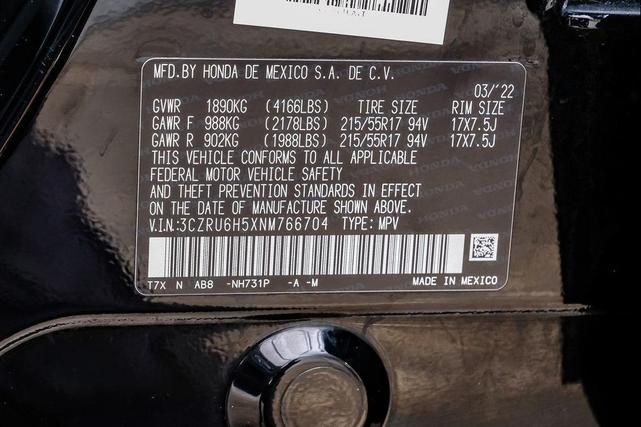 MFD.BY HONDA DE MEXICO S.A. DE C.V.
03/'22
GVWR 1890KG (4166LBS) TIRE SIZE RIM SIZE
GAWR F 988KG (2178LBS) 215/55R17 94V 17X7.5J
GAWR R 902KG (1988LBS) 215/55R17 94V 17X7.5J
THIS VEHICLE CONFORMS TO ALL APPLICABLE
FEDERAL MOTOR VEHICLE SAFETY
AND THEFT PREVENTION STANDARDS IN EFFECT
ON THE DATE OF MANUFACTURE SHOWN ABOVE.
V.I.N.:3CZRU6H5XNM766704 TYPE: MPV
T7X N AB8 -NH731P -A -M MADE IN MEXICO